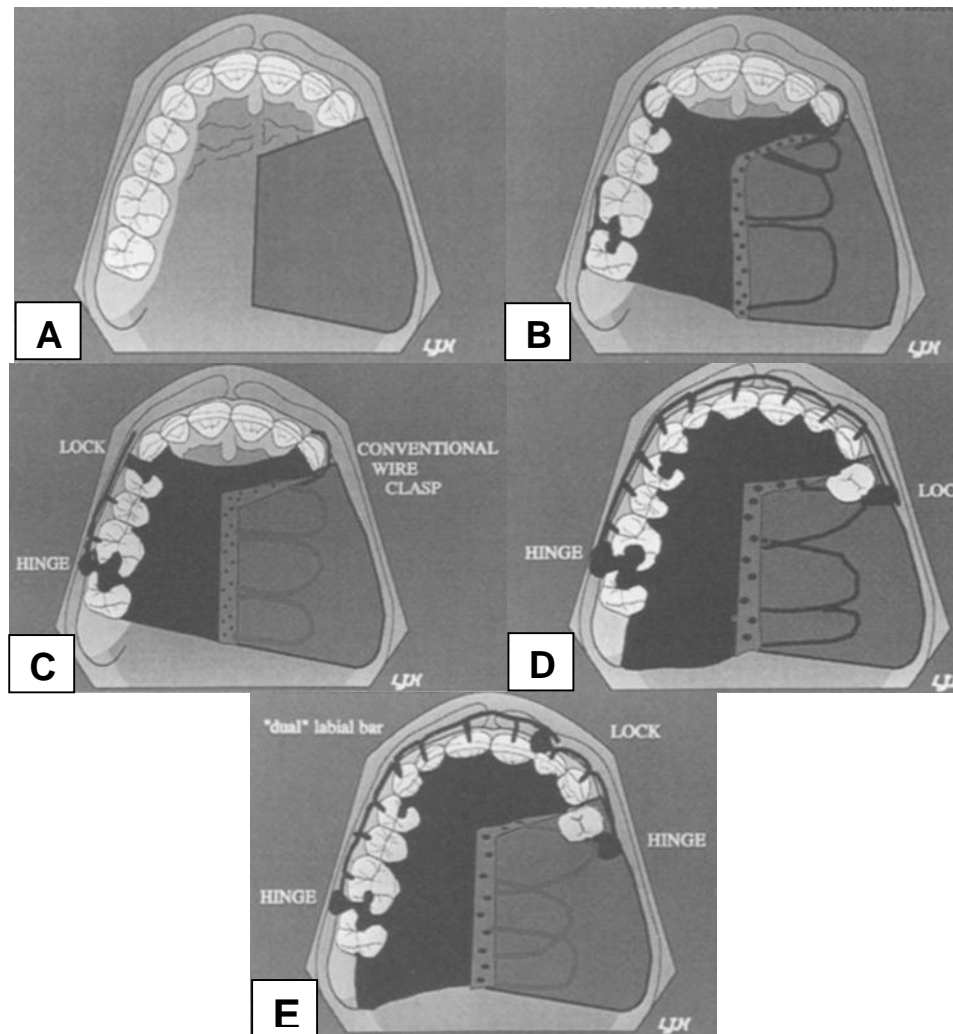 A
B
LOCK
CONVENTIONAL
WIRE
CLASP
HINGE
C
LOC
HINGE
D
"dual" labial bar
LOCK
HINGE
HINGE
E